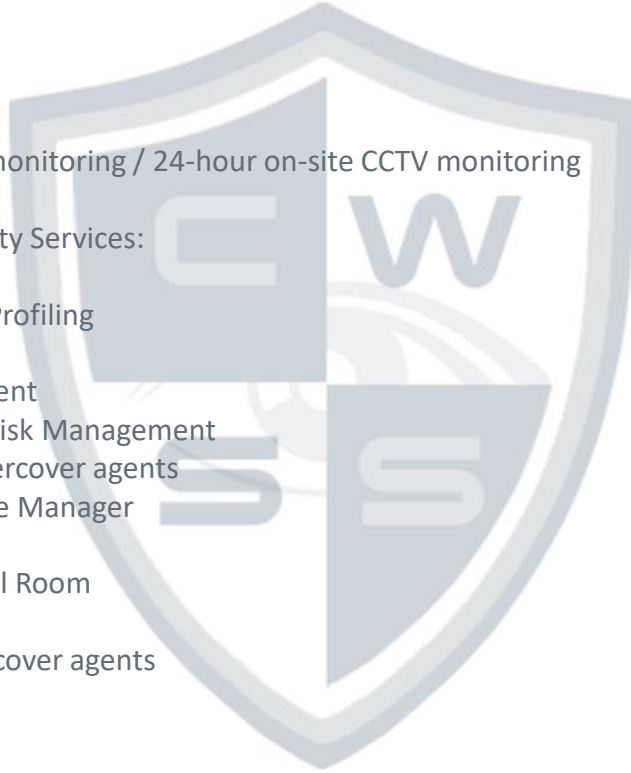 monitoring / 24-hour on-site CCTV monitoring
ty Services:
C W
Profiling
ent
isk Management
ercover agents
e Manager
S S
l Room
cover agents